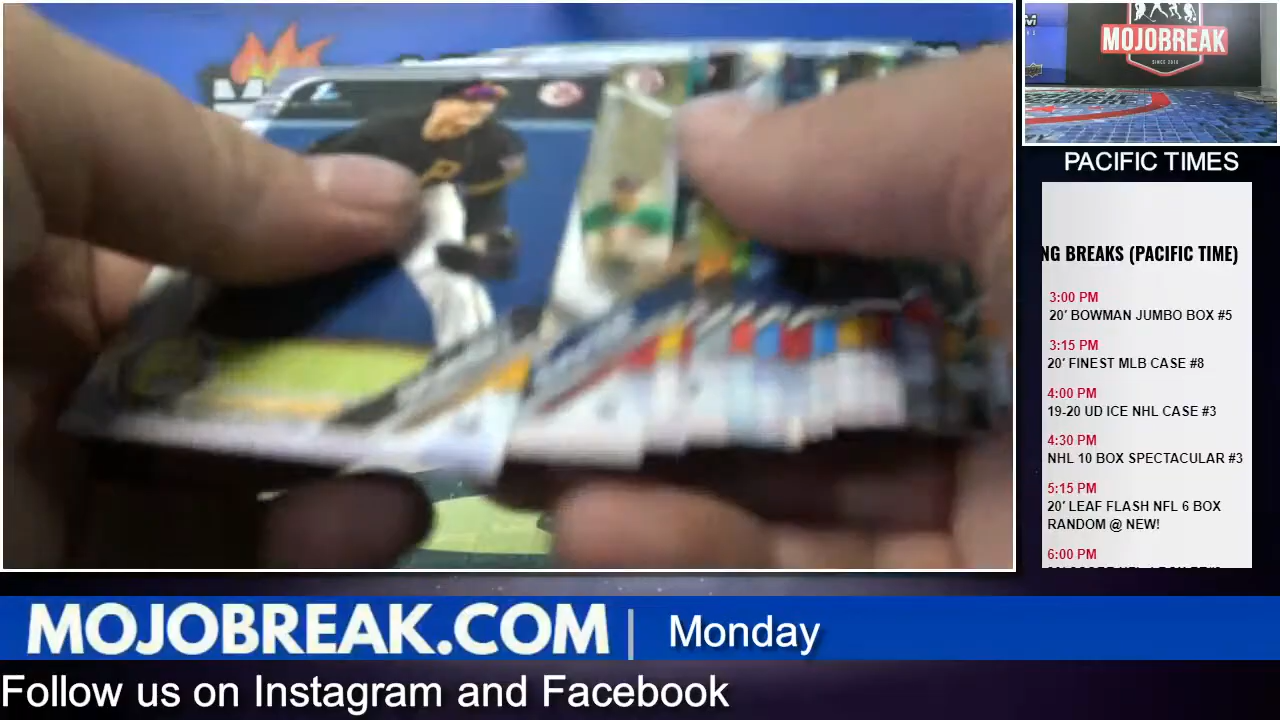 MOJOBREAK
SINCE 2010
PACIFIC TIMES
NG BREAKS (PACIFIC TIME)
3:00 PM
20' BOWMAN JUMBO BOX #5
3:15 PM
20' FINEST MLB CASE #8
4:00 PM
19-20 UD ICE NHL CASE #3
4:30 PM
NHL 10 BOX SPECTACULAR #3
5:15 PM
20' LEAF FLASH NFL 6 BOX
RANDOM @ NEW!
6:00 PM
MOJOBREAK.COM | Monday
Follow us on Instagram and Facebook